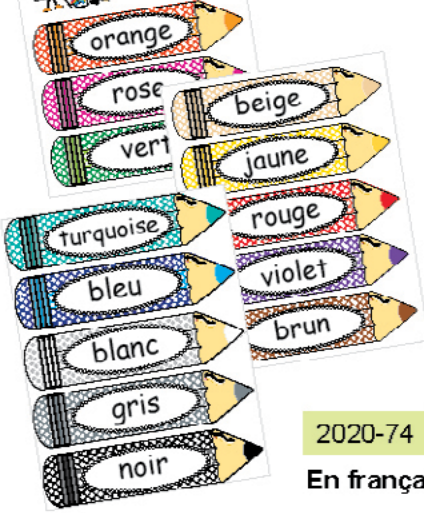 orange
rose
vert
beige
jaune
rouge
violet
brun
turquoise
bleu
blanc
gris
noir
2020-74
En frança